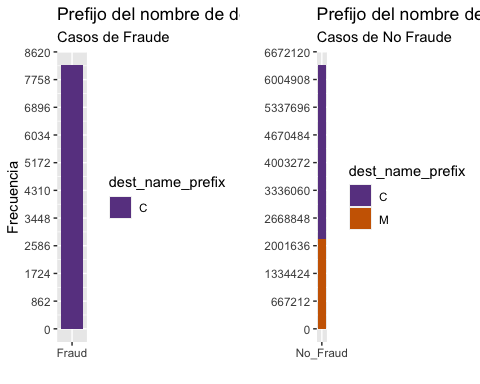 Prefijo del nombre de de
Casos de Fraude
8620
7758
6896
6034
5172
4310
3448
2586
1724
862
0
Frecuencia
Fraud
dest_name_prefix
C
Prefijo del nombre de
Casos de No Fraude
6672120
6004908
5337696
4670484
4003272
3336060
2668848
2001636
1334424
667212
0
No_Fraud
dest_name_prefix
C
M